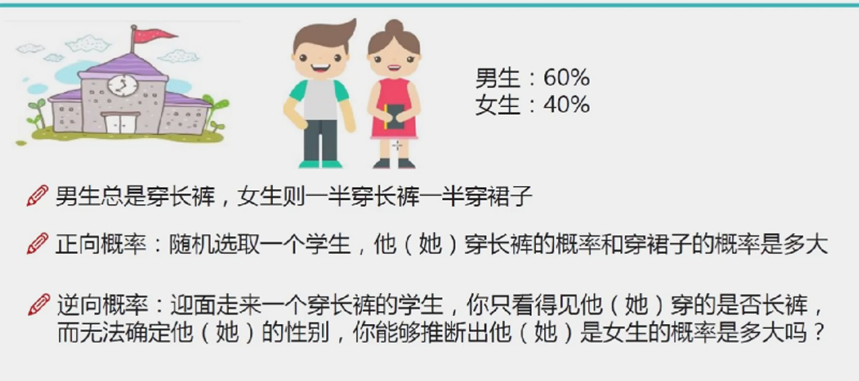 男生：60%
女生：40%
男生总是穿长裤，女生则一半穿长裤一半穿裙子
正向概率：随机选取一个学生，他（她）穿长裤的概率和穿裙子的概率是多大
逆向概率：迎面走来一个穿长裤的学生，你只看得见他（她）穿的是否长裤，
而无法确定他（她）的性别，你能够推断出他（她）是女生的概率是多大吗？